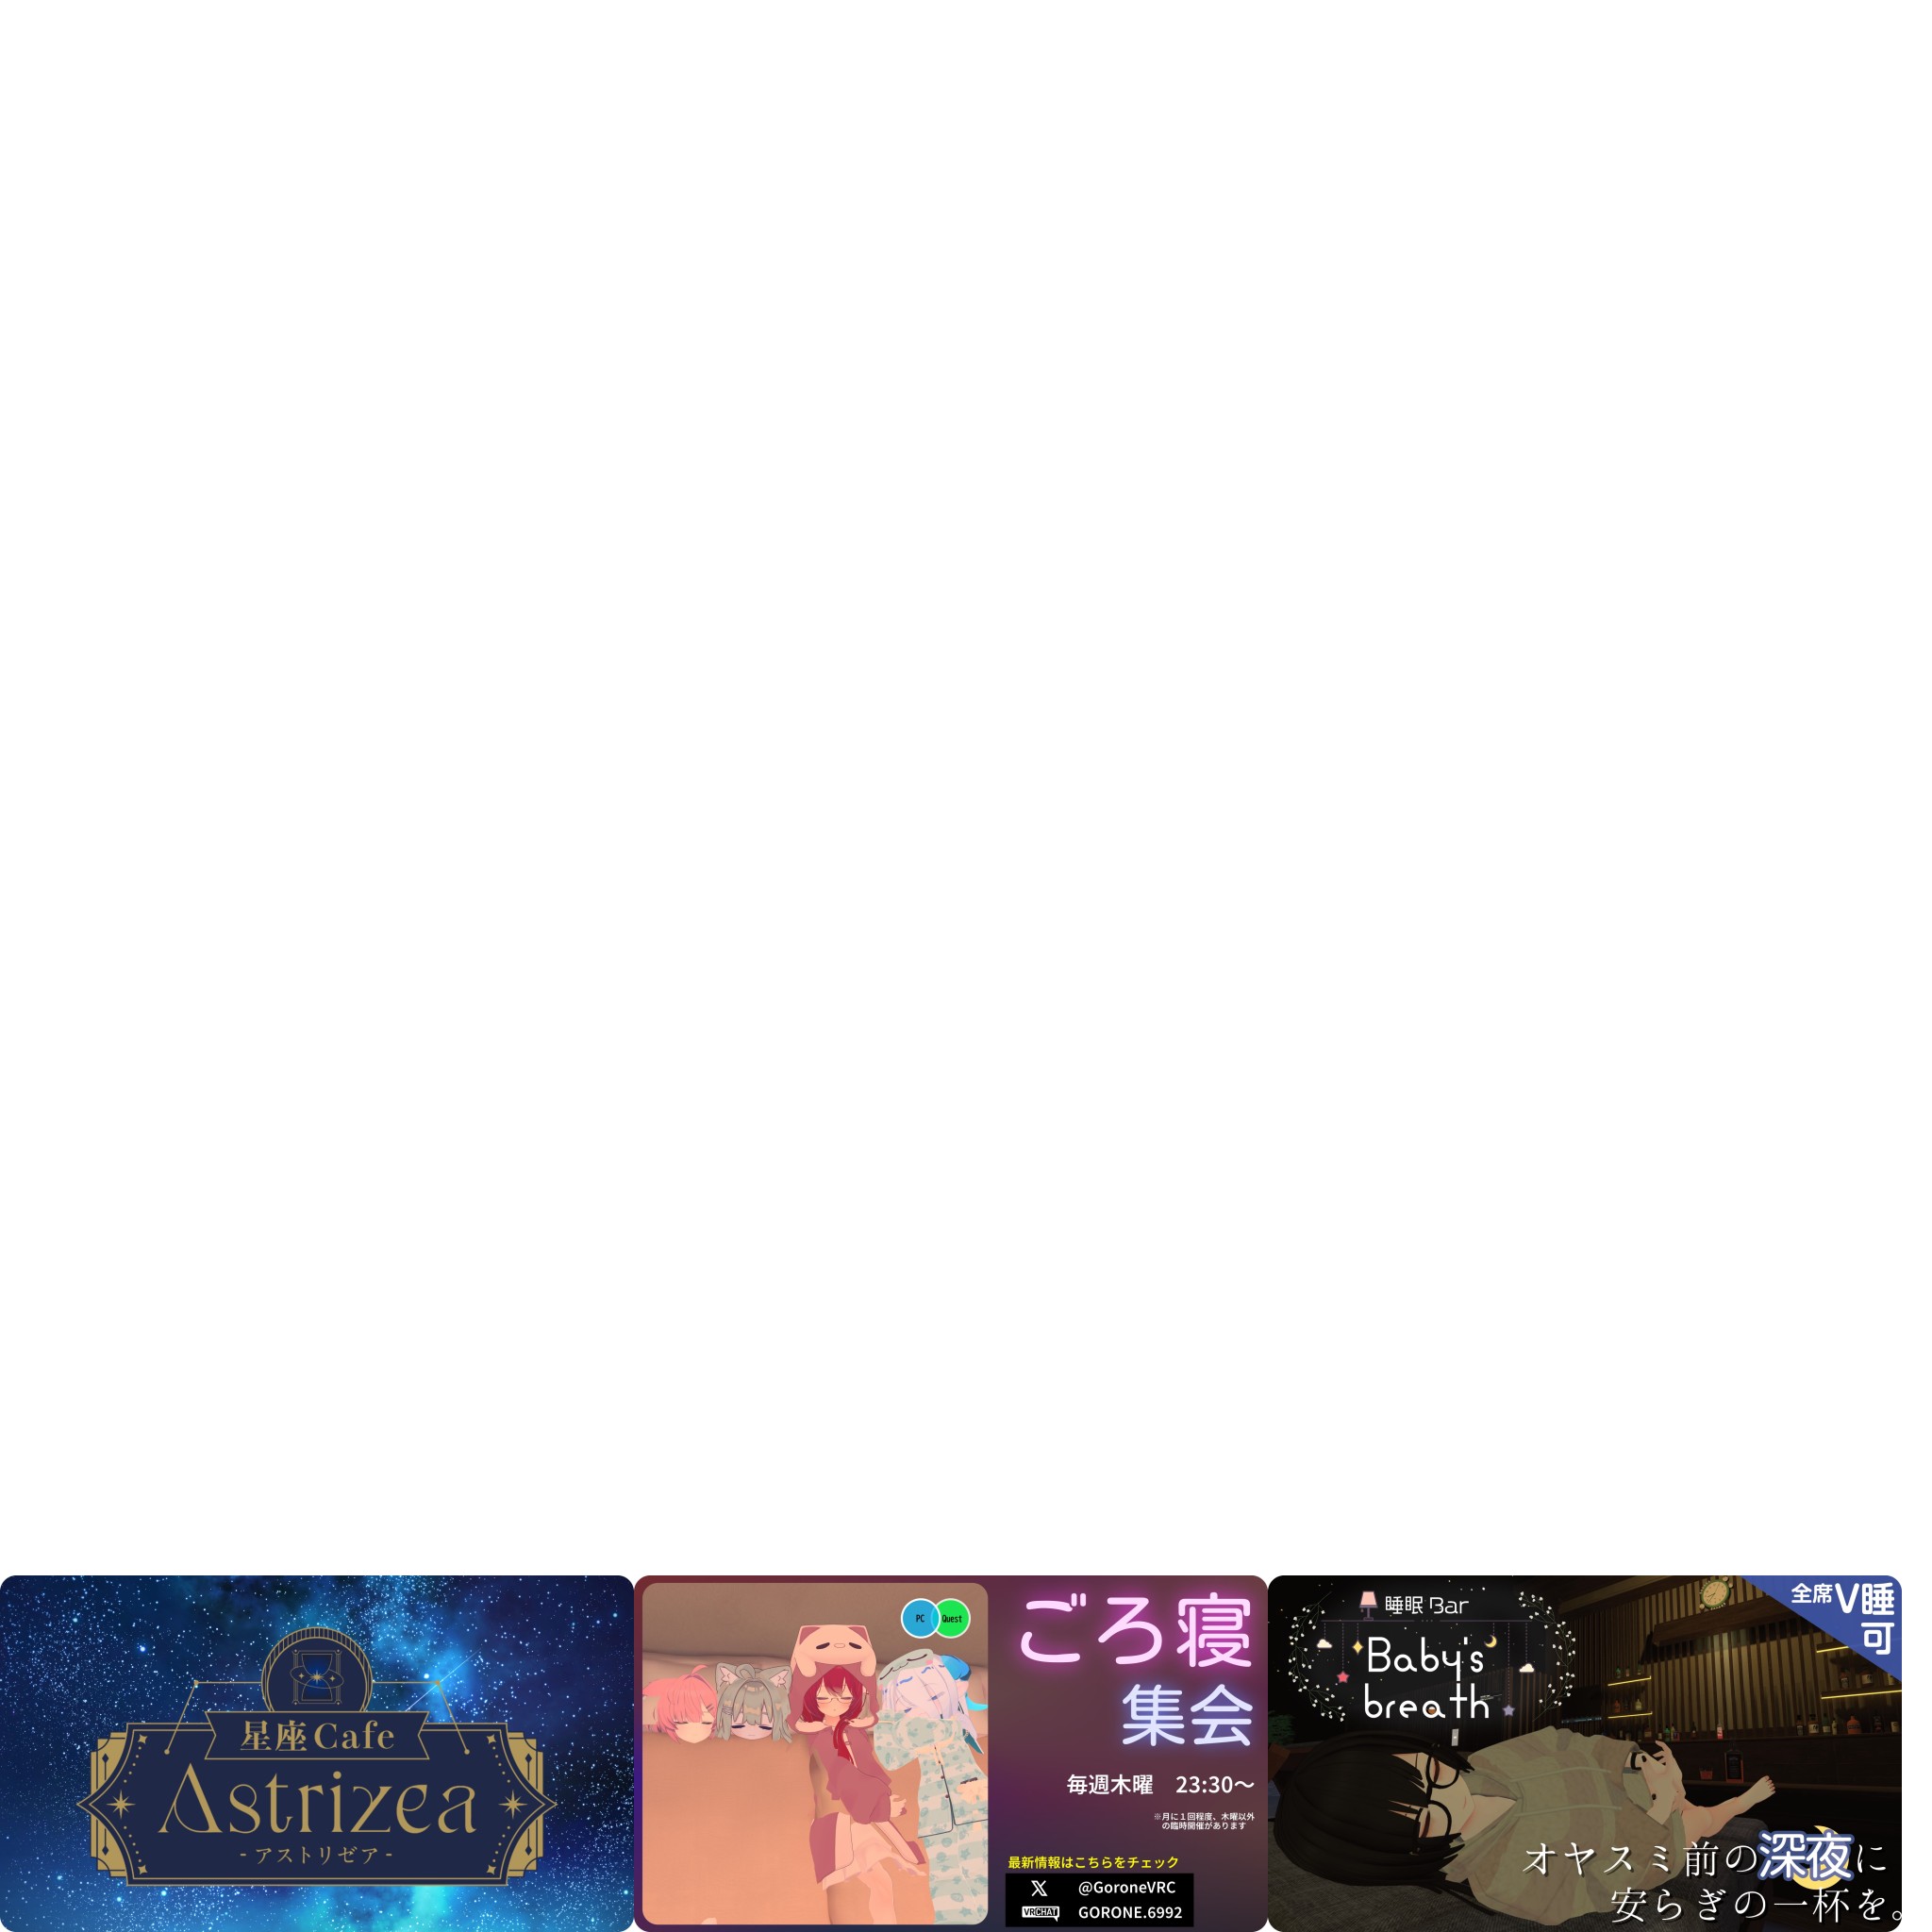 星座Cafe
Astrizea
- アストリゼア -
PC
Quest
ごろ寝
集会
毎週木曜 23:30～
※月に１回程度、木曜以外
の臨時開催があります
最新情報はこちらをチェック
X @GoroneVRC
VRCHAT GORONE.6992
睡眠 Bar
Baby's
breath
全席V睡
可
オヤスミ前の深夜に
安らぎの一杯を。